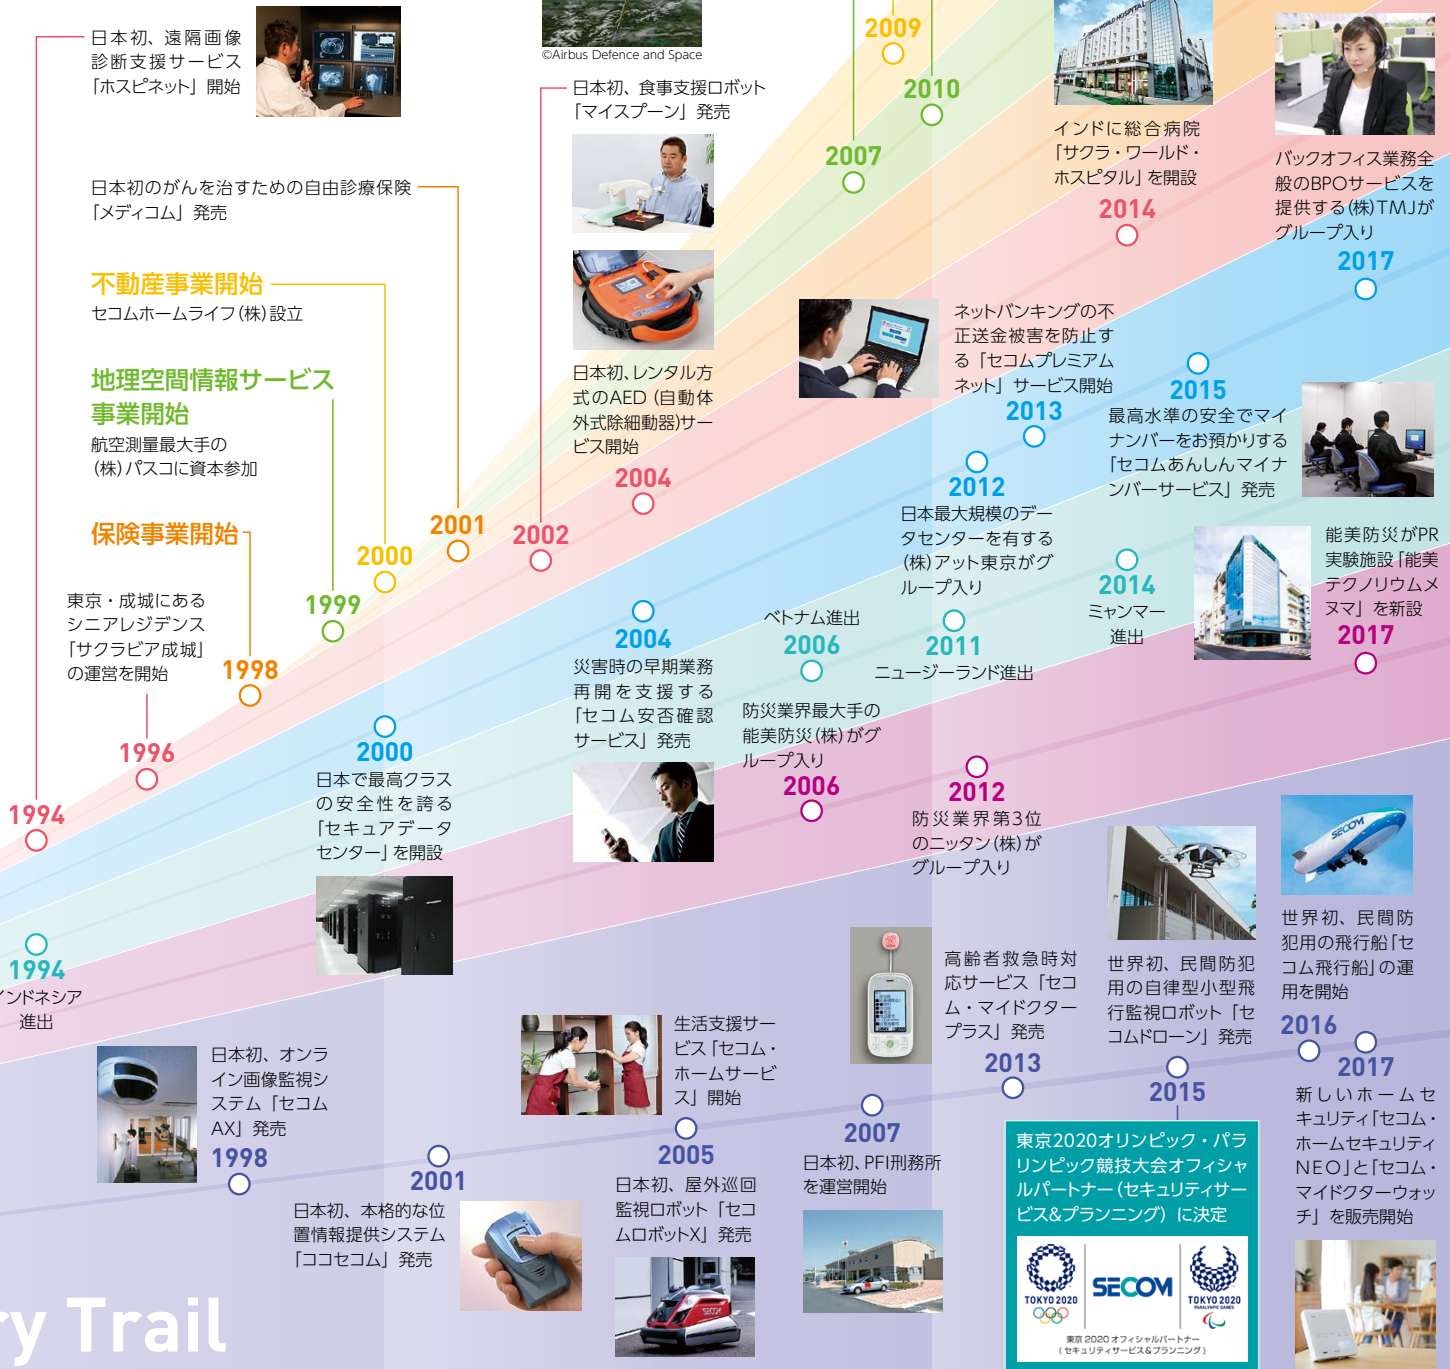 日本初、遠隔画像
診断支援サービス
「ホスピネット」開始
1994
©Airbus Defence and Space
日本初、食事支援ロボット
「マイスプーン」発売
2002
2009
2010
2007
インドに総合病院
「サクラ・ワールド・
ホスピタル」を開設
2014
バックオフィス業務全
般のBPOサービスを
提供する(株)TMJが
グループ入り
2017
日本初のがんを治すための自由診療保険
「メディコム」発売
2001
不動産事業開始
セコムホームライフ(株)設立
2000
地理空間情報サービス
事業開始
航空測量最大手の
(株)パスコに資本参加
1999
保険事業開始
1998
東京・成城にある
シニアレジデンス
「サクラビア成城」
の運営を開始
1996
日本初、レンタル方
式のAED(自動体
外式除細動器)サー
ビス開始
2004
ネットバンキングの不
正送金被害を防止す
る「セコムプレミアム
ネット」サービス開始
2013
2015
最高水準の安全でマイ
ナンバーをお預かりする
「セコムあんしんマイナ
ンバーサービス」発売
2012
日本最大規模のデー
タセンターを有する
(株)アット東京がグ
ループ入り
2004
災害時の早期業務
再開を支援する
「セコム安否確認
サービス」発売
2000
日本で最高クラス
の安全性を誇る
「セキュアデータ
センター」を開設
ベトナム進出
2006
2011
ニュージーランド進出
2014
ミャンマー
進出
1994
インドネシア
進出
能美防災がPR
実験施設「能美
テクノリウムメ
ヌマ」を新設
2017
防災業界最大手の
能美防災(株)がグ
ループ入り
2006
2012
防災業界第3位
のニッタン(株)が
グループ入り
日本初、オンラ
イン画像監視シ
ステム「セコム
AX」発売
1998
2001
日本初、本格的な位
置情報提供システム
「ココセコム」発売
生活支援サー
ビス「セコム・
ホームサービ
ス」開始
2005
日本初、屋外巡回
監視ロボット「セコ
ムロボットX」発売
SECOM
2007
日本初、PFI刑務所
を運営開始
高齢者救急時対
応サービス「セコ
ム・マイドクター
プラス」発売
2013
世界初、民間防犯
用の自律型小型飛
行監視ロボット「セ
コムドローン」発売
2015
東京2020オリンピック・パラ
リンピック競技大会オフィシャ
ルパートナー(セキュリティサー
ビス&プランニング)に決定
TOKYO 2020
SECOM
TOKYO 2020
PARALYMPIC GAMES
東京 2020 オフィシャルパートナー
(セキュリティサービス&プランニング)
SECOM
世界初、民間防
犯用の飛行船「セ
コム飛行船」の運
用を開始
2016
2017
新しいホームセ
キュリティ「セコム・
ホームセキュリティ
NEO」と「セコム・
マイドクターウォッ
チ」を販売開始
ry Trail